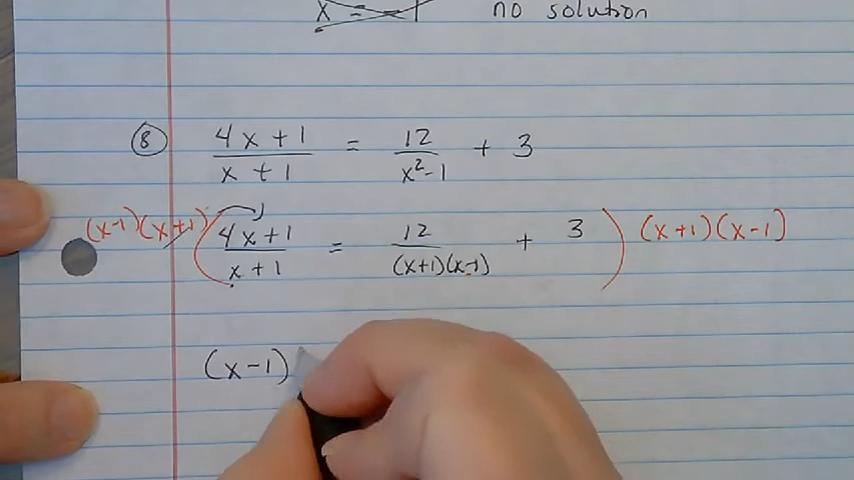 x = -1 no solution
8 (4x+1)/(x+1) = 12/(x²-1) + 3
(x-1)(x+1) ( (4x+1)/(x+1) = 12/((x+1)(x-1)) + 3 ) (x+1)(x-1)
(x-1)